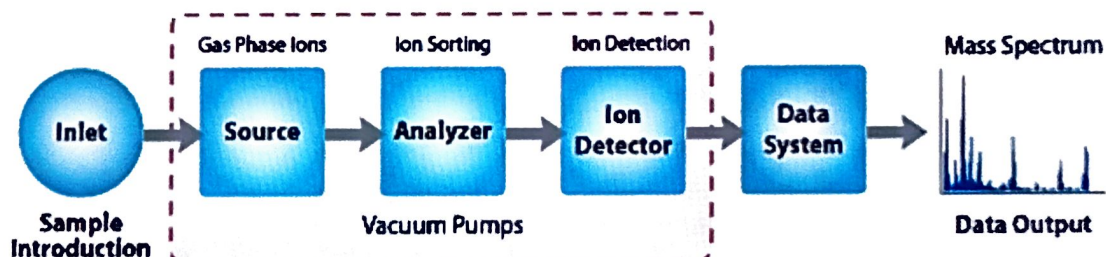 Gas Phase Ions
Ion Sorting
Ion Detection
Mass Spectrum
Inlet
Source
Analyzer
Ion
Detector
Data
System
Sample
Introduction
Vacuum Pumps
Data Output